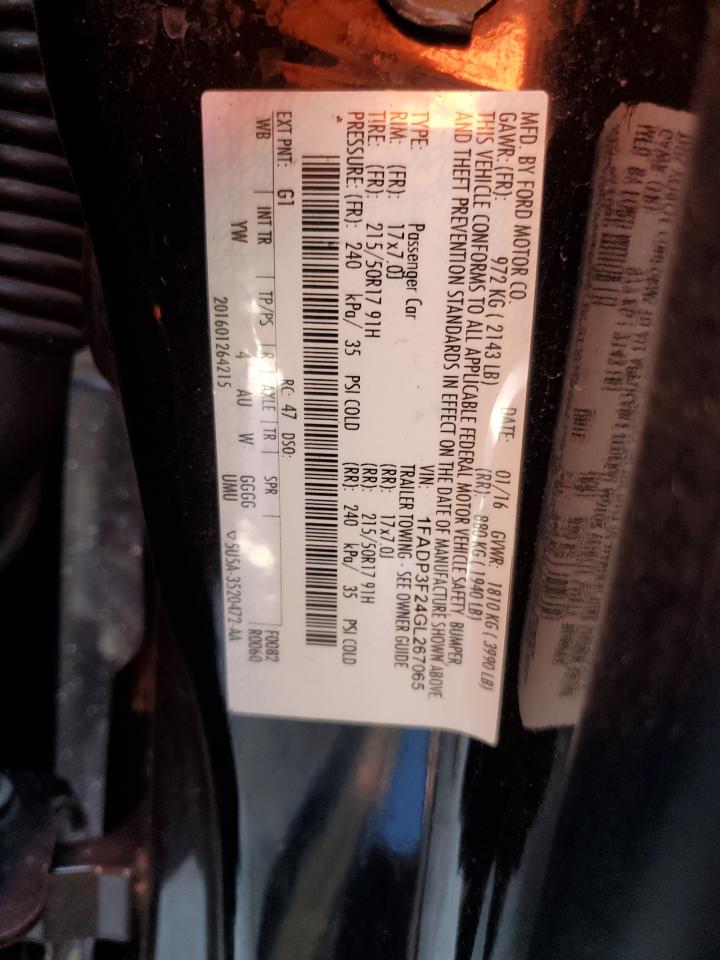 MFD. BY FORD MOTOR CO.
DATE: 01/16 GVWR: 1810 KG ( 3990 LB)
GAWR: (FR): 972 KG ( 2143 LB) (RR): 880 KG ( 1940 LB)
THIS VEHICLE CONFORMS TO ALL APPLICABLE FEDERAL MOTOR VEHICLE SAFETY, BUMPER,
AND THEFT PREVENTION STANDARDS IN EFFECT ON THE DATE OF MANUFACTURE SHOWN ABOVE.
VIN: 1FADP3F24GL267065
TYPE: Passenger Car TRAILER TOWING - SEE OWNER GUIDE
RIM: (FR): 17x7.0J (RR): 17x7.0J
TIRE: (FR): 215/50R17 91H (RR): 215/50R17 91H
PRESSURE: (FR): 240 kPa/ 35 PSI COLD (RR): 240 kPa/ 35 PSI COLD
EXT PNT: G1 RC: 47 DSO: F0082
WB INT TR TP/PS R AXLE TR SPR R0060
YW 4 AU W GGGG
201601264215 UMU ▽ 5U5A-3520472-AA